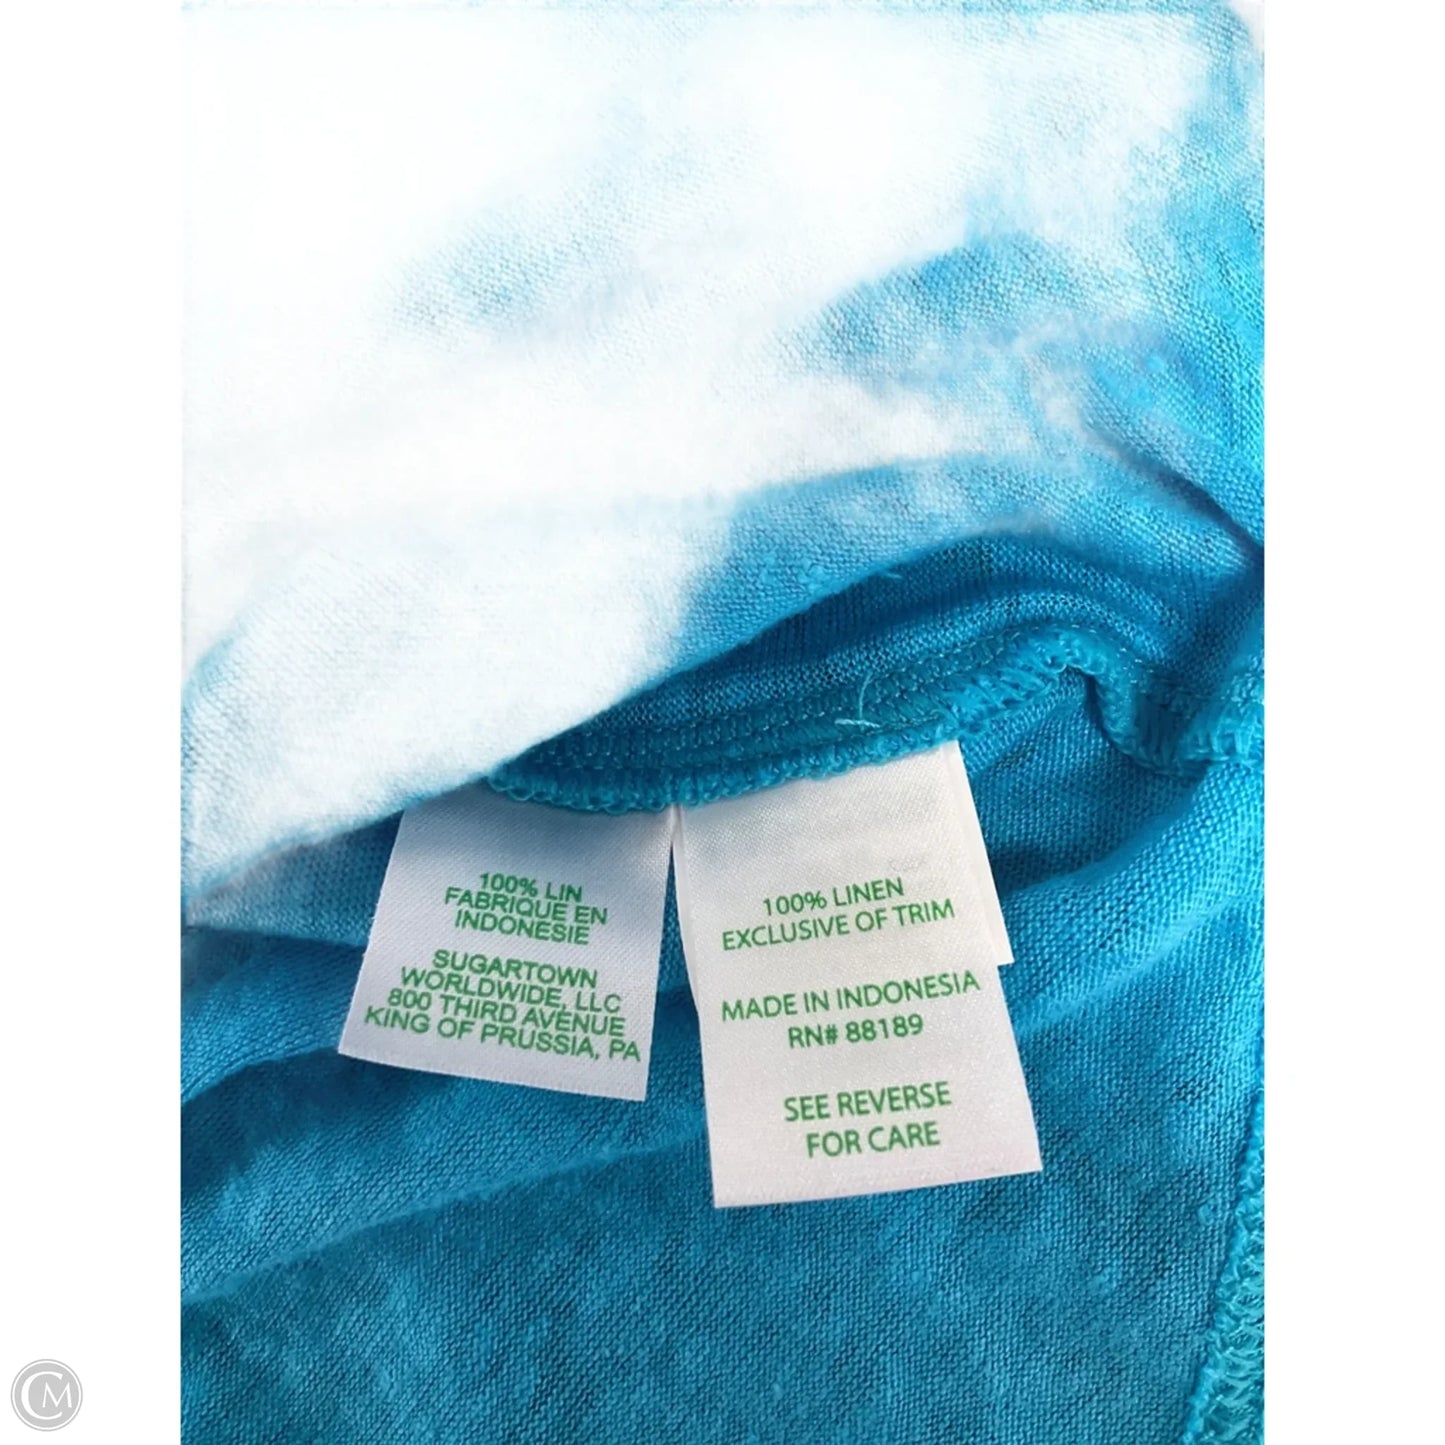 100% LIN
FABRIQUE EN
INDONESIE
SUGARTOWN
WORLDWIDE, LLC
800 THIRD AVENUE
KING OF PRUSSIA, PA
100% LINEN
EXCLUSIVE OF TRIM
MADE IN INDONESIA
RN# 88189
SEE REVERSE
FOR CARE
CM